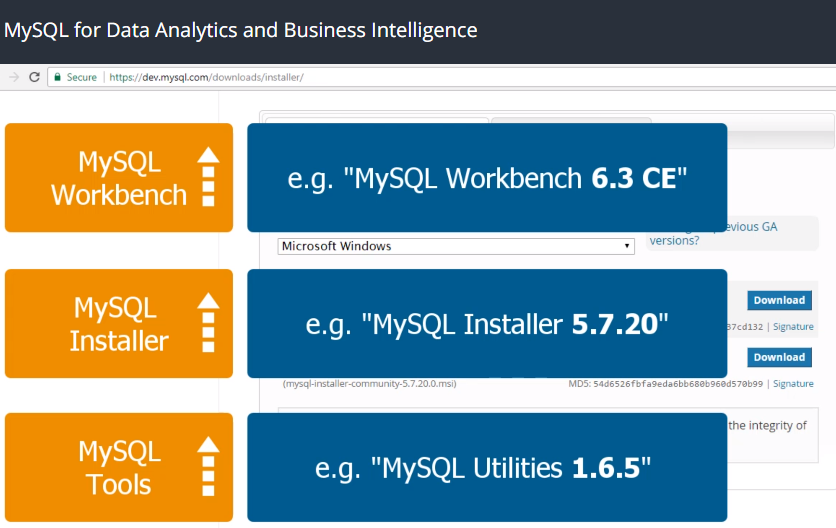 MySQL for Data Analytics and Business Intelligence
Secure | https://dev.mysql.com/downloads/installer/
MySQL
Workbench
e.g. "MySQL Workbench 6.3 CE"
evious GA
versions?
Microsoft Windows
MySQL
Installer
e.g. "MySQL Installer 5.7.20"
Download
37cd132 | Signature
Download
(mysql-installer-community-5.7.20.0.msi)
MD5: 54d6526fbfa9eda6bb680b960d570b99 | Signature
MySQL
Tools
e.g. "MySQL Utilities 1.6.5"
the integrity of